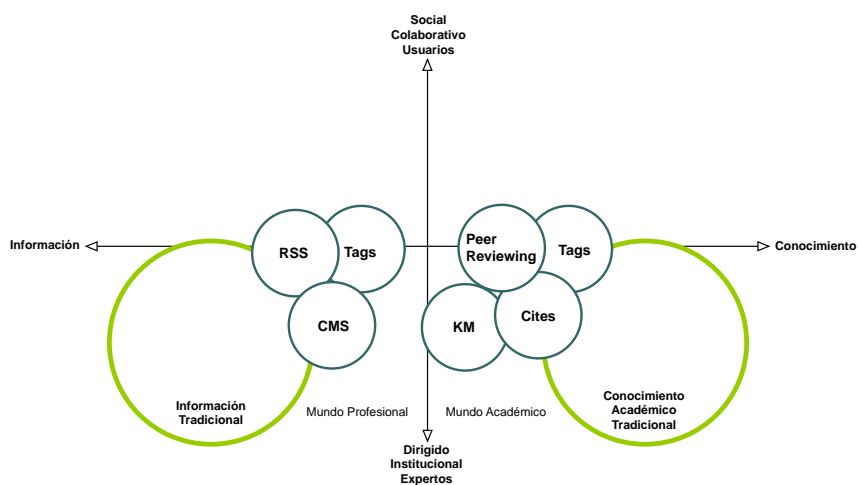 Social
Colaborativo
Usuarios
Información
RSS
Tags
Peer
Reviewing
Tags
Conocimiento
CMS
KM
Cites
Información
Tradicional
Mundo Profesional
Mundo Académico
Conocimiento
Académico
Tradicional
Dirigido
Institucional
Expertos